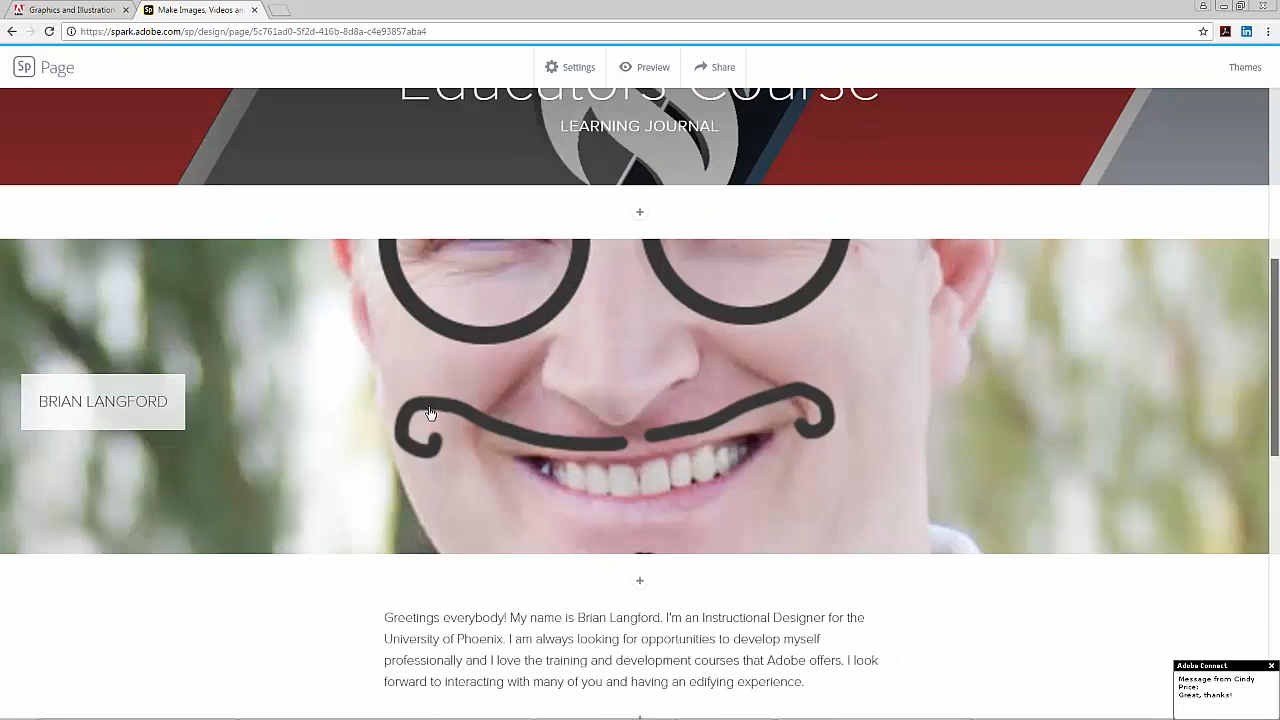 Graphics and Illustration
Make Images, Videos an
https://spark.adobe.com/sp/design/page/5c761ad0-5f2d-416b-8d8a-c4e93857aba4
Sp Page
Settings
Preview
Share
Themes
Educators Course
LEARNING JOURNAL
BRIAN LANGFORD
Greetings everybody! My name is Brian Langford. I'm an Instructional Designer for the
University of Phoenix. I am always looking for opportunities to develop myself
professionally and I love the training and development courses that Adobe offers. I look
forward to interacting with many of you and having an edifying experience.
Adobe Connect
Message from Cindy
Price:
Great, thanks!